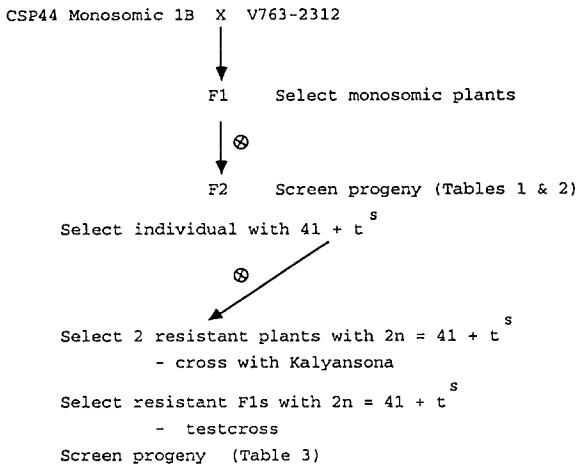 CSP44 Monosomic 1B X V763-2312
F1 Select monosomic plants
⊗
F2 Screen progeny (Tables 1 & 2)
Select individual with 41 + t^s
⊗
Select 2 resistant plants with 2n = 41 + t^s
- cross with Kalyansona
Select resistant F1s with 2n = 41 + t^s
- testcross
Screen progeny (Table 3)